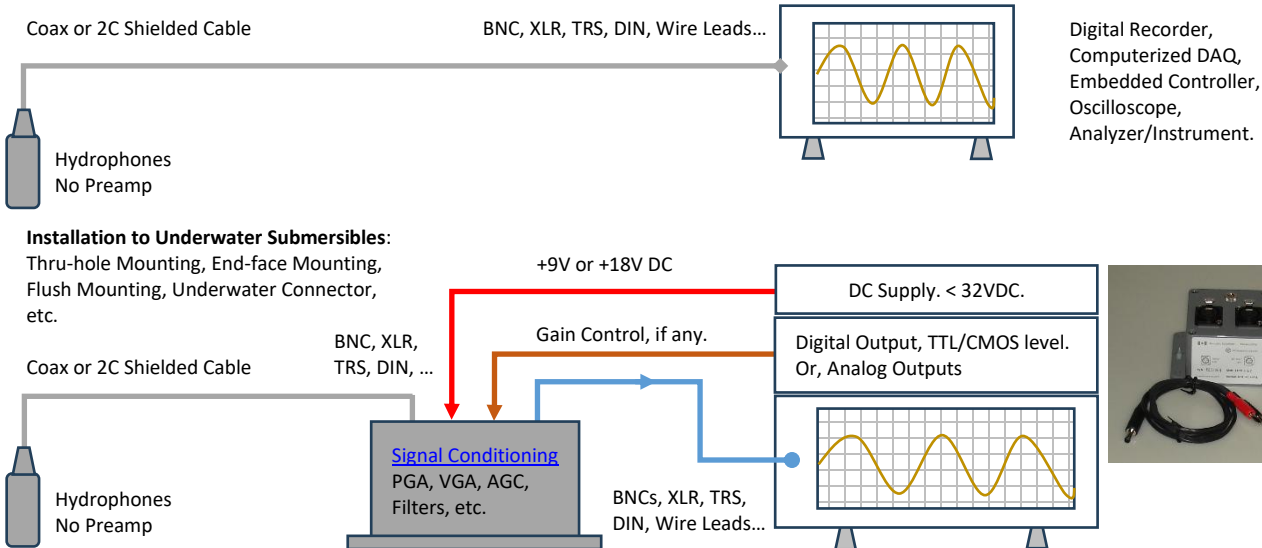 Coax or 2C Shielded Cable
BNC, XLR, TRS, DIN, Wire Leads…
Digital Recorder,
Computerized DAQ,
Embedded Controller,
Oscilloscope,
Analyzer/Instrument.
Hydrophones
No Preamp
Installation to Underwater Submersibles:
Thru-hole Mounting, End-face Mounting,
Flush Mounting, Underwater Connector,
etc.
+9V or +18V DC
DC Supply. < 32VDC.
Gain Control, if any.
Digital Output, TTL/CMOS level.
Or, Analog Outputs
BNC, XLR,
TRS, DIN, …
Coax or 2C Shielded Cable
Signal Conditioning
PGA, VGA, AGC,
Filters, etc.
Hydrophones
No Preamp
BNCs, XLR, TRS,
DIN, Wire Leads…